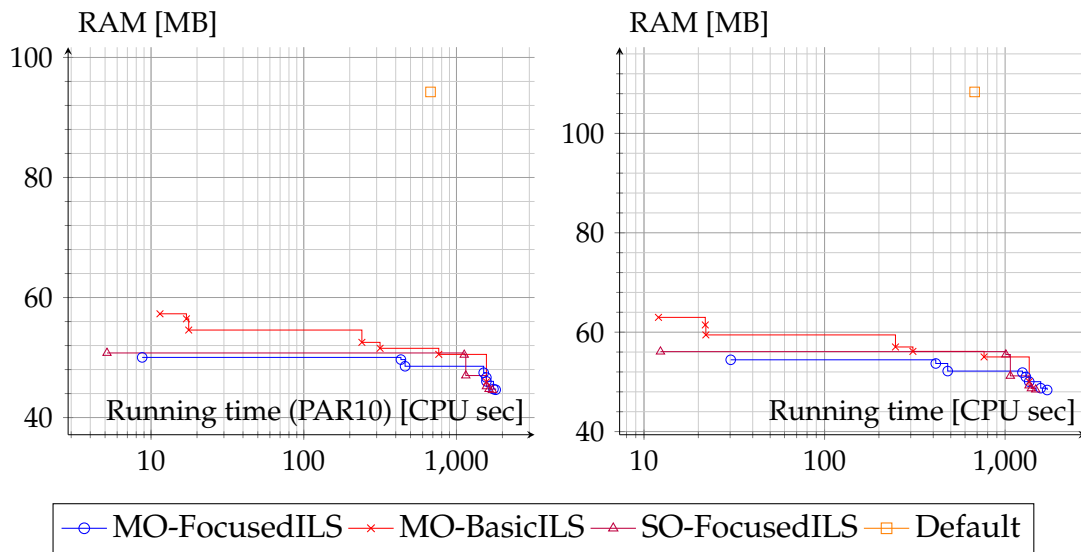 RAM [MB]
100
80
60
40
Running time (PAR10) [CPU sec]
10
100
1,000
RAM [MB]
100
80
60
40
Running time [CPU sec]
10
100
1,000
MO-FocusedILS
MO-BasicILS
SO-FocusedILS
Default